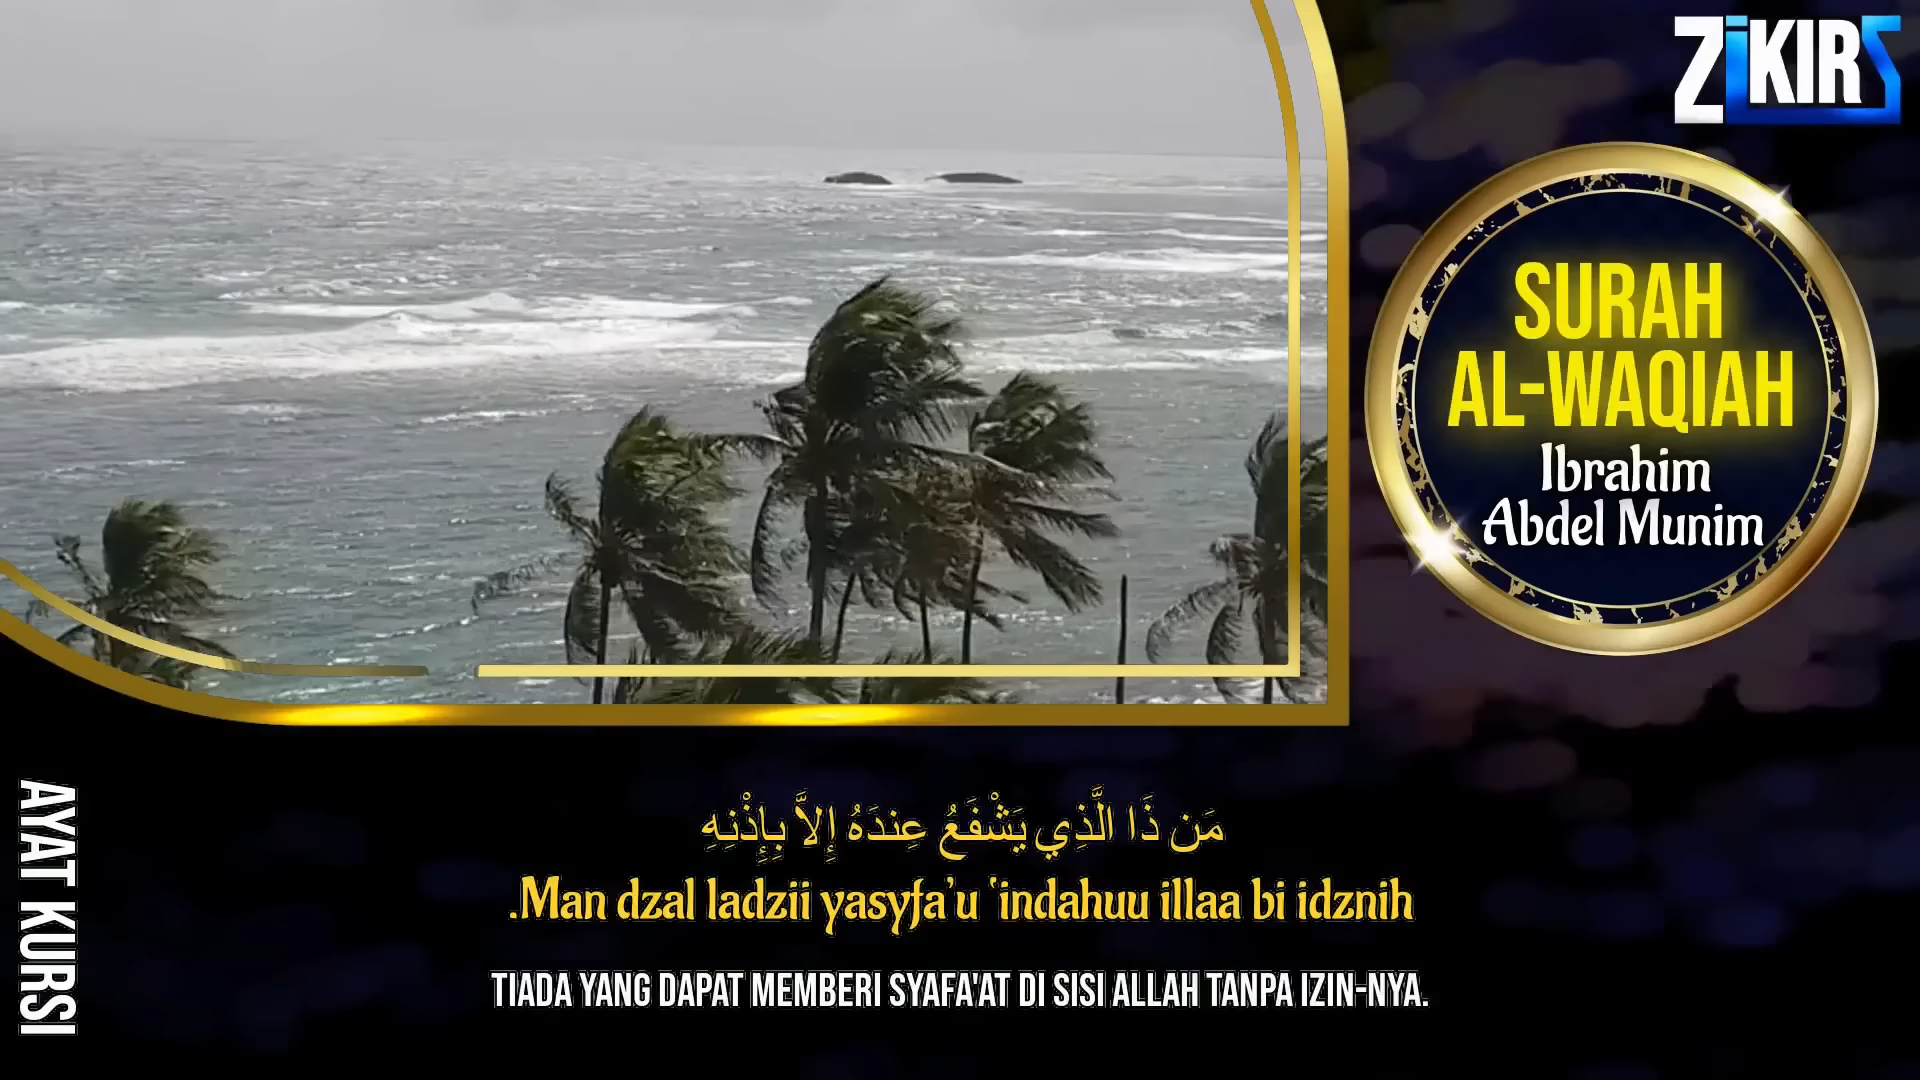 ZiKIR
SURAH
AL-WAQIAH
Ibrahim
Abdel Munim
مَن ذَا الَّذِي يَشْفَعُ عِندَهُ إِلاَّ بِإِذْنِهِ
.Man dzal ladzii yasyfa’u ‘indahuu illaa bi idznih
TIADA YANG DAPAT MEMBERI SYAFA'AT DI SISI ALLAH TANPA IZIN-NYA.
AYAT KURSI